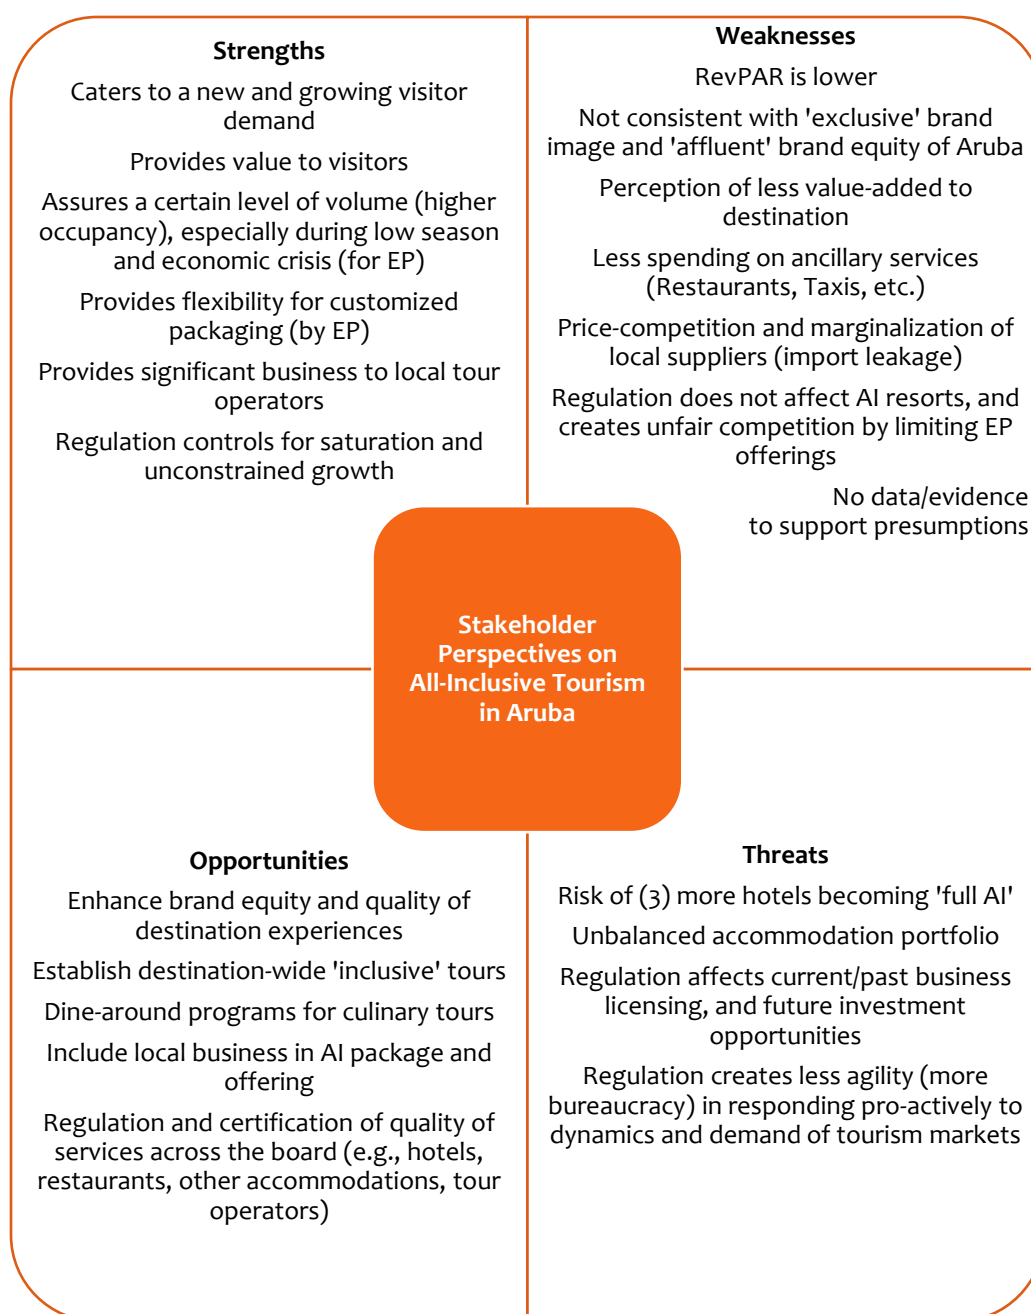 Strengths
Caters to a new and growing visitor
demand
Provides value to visitors
Assures a certain level of volume (higher
occupancy), especially during low season
and economic crisis (for EP)
Provides flexibility for customized
packaging (by EP)
Provides significant business to local tour
operators
Regulation controls for saturation and
unconstrained growth
Weaknesses
RevPAR is lower
Not consistent with 'exclusive' brand
image and 'affluent' brand equity of Aruba
Perception of less value-added to
destination
Less spending on ancillary services
(Restaurants, Taxis, etc.)
Price-competition and marginalization of
local suppliers (import leakage)
Regulation does not affect AI resorts, and
creates unfair competition by limiting EP
offerings
No data/evidence
to support presumptions
Stakeholder
Perspectives on
All-Inclusive Tourism
in Aruba
Opportunities
Enhance brand equity and quality of
destination experiences
Establish destination-wide 'inclusive' tours
Dine-around programs for culinary tours
Include local business in AI package and
offering
Regulation and certification of quality of
services across the board (e.g., hotels,
restaurants, other accommodations, tour
operators)
Threats
Risk of (3) more hotels becoming 'full AI'
Unbalanced accommodation portfolio
Regulation affects current/past business
licensing, and future investment
opportunities
Regulation creates less agility (more
bureaucracy) in responding pro-actively to
dynamics and demand of tourism markets